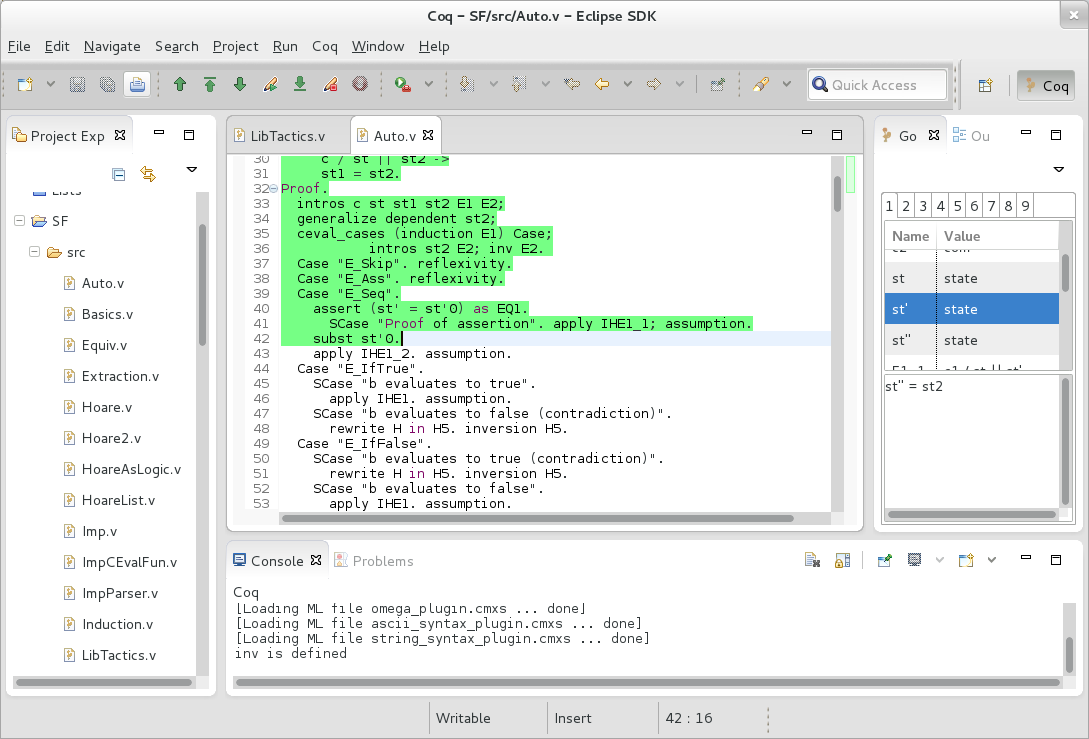 Coq – SF/src/Auto.v – Eclipse SDK
File Edit Navigate Search Project Run Coq Window Help
Quick Access
Coq
Project Exp
Lists
SF
src
Auto.v
Basics.v
Equiv.v
Extraction.v
Hoare.v
Hoare2.v
HoareAsLogic.v
HoareList.v
Imp.v
ImpCEvalFun.v
ImpParser.v
Induction.v
LibTactics.v
LibTactics.v Auto.v
30 c / st || st2 ->
31 st1 = st2.
32 Proof.
33 intros c st st1 st2 E1 E2;
34 generalize dependent st2;
35 ceval_cases (induction E1) Case;
36 intros st2 E2; inv E2.
37 Case "E_Skip". reflexivity.
38 Case "E_Ass". reflexivity.
39 Case "E_Seq".
40 assert (st' = st'0) as EQ1.
41 SCase "Proof of assertion". apply IHE1_1; assumption.
42 subst st'0.
43 apply IHE1_2. assumption.
44 Case "E_IfTrue".
45 SCase "b evaluates to true".
46 apply IHE1. assumption.
47 SCase "b evaluates to false (contradiction)".
48 rewrite H in H5. inversion H5.
49 Case "E_IfFalse".
50 SCase "b evaluates to true (contradiction)".
51 rewrite H in H5. inversion H5.
52 SCase "b evaluates to false".
53 apply IHE1. assumption.
Go Ou
1 2 3 4 5 6 7 8 9
Name Value
c2 com
st state
st' state
st'' state
E1_1 c1 / st || st'
st'' = st2
Console Problems
Coq
[Loading ML file omega_plugin.cmxs ... done]
[Loading ML file ascii_syntax_plugin.cmxs ... done]
[Loading ML file string_syntax_plugin.cmxs ... done]
inv is defined
Writable Insert 42 : 16